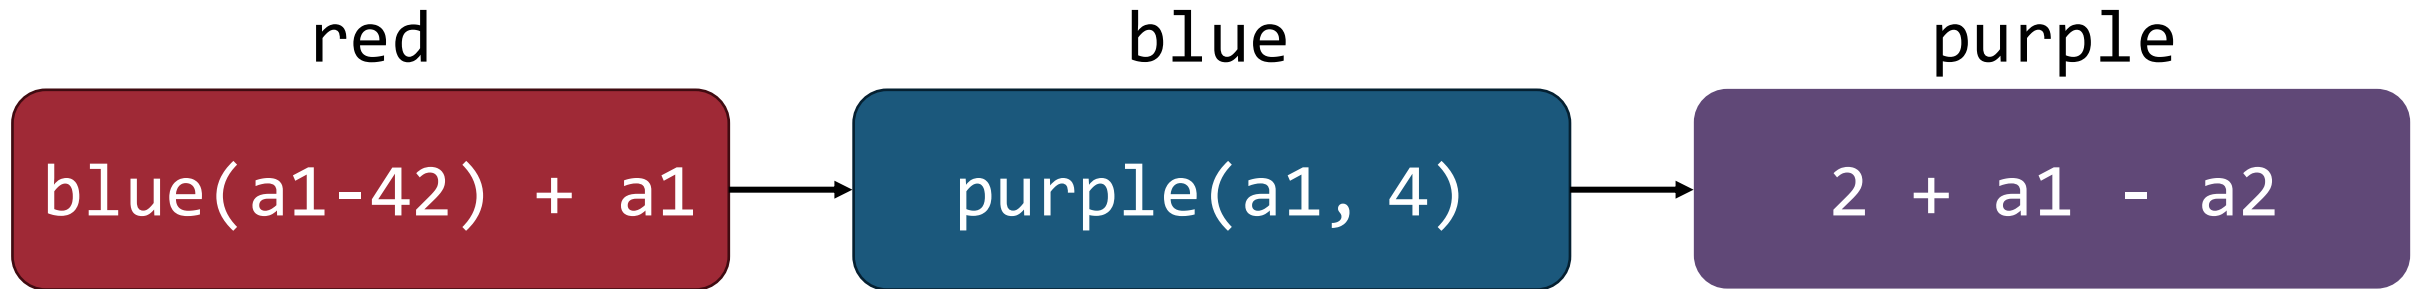 red blue purple
blue(a1-42) + a1 purple(a1, 4) 2 + a1 - a2